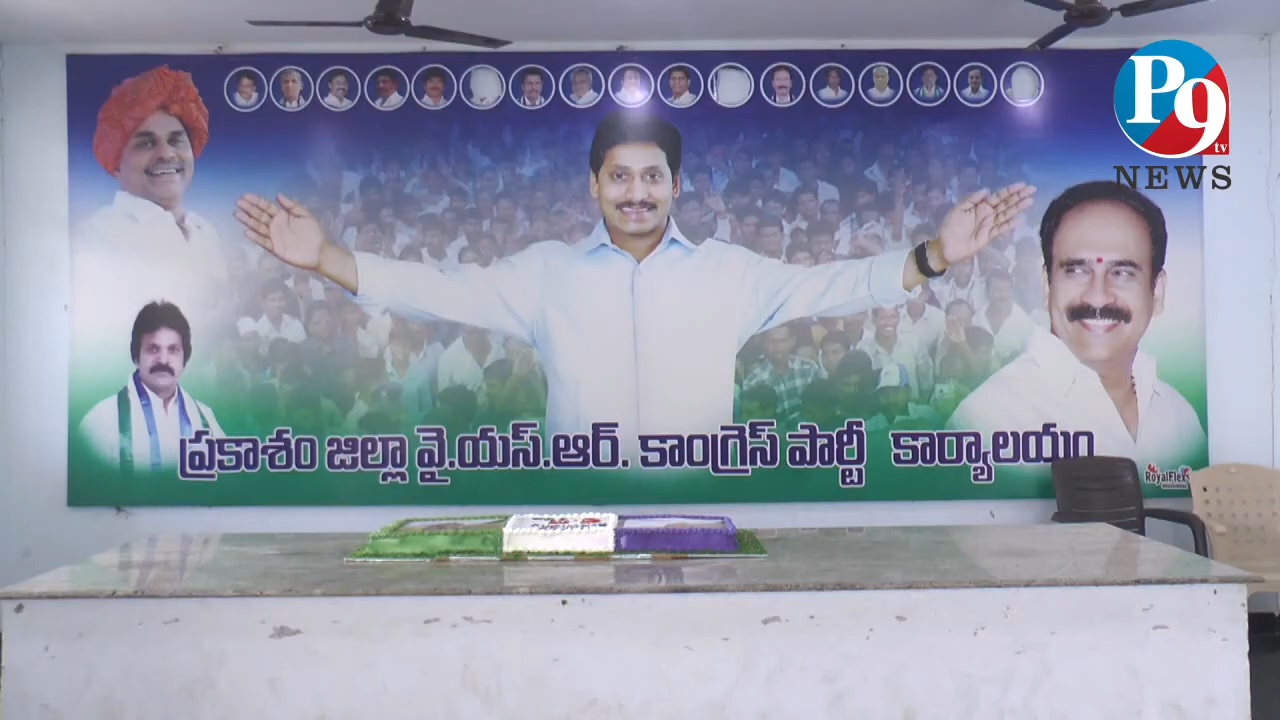 P9
tv
NEWS
ప్రకాశం జిల్లా వై.యస్.ఆర్. కాంగ్రెస్ పార్టీ కార్యాలయం
RoyalFlex